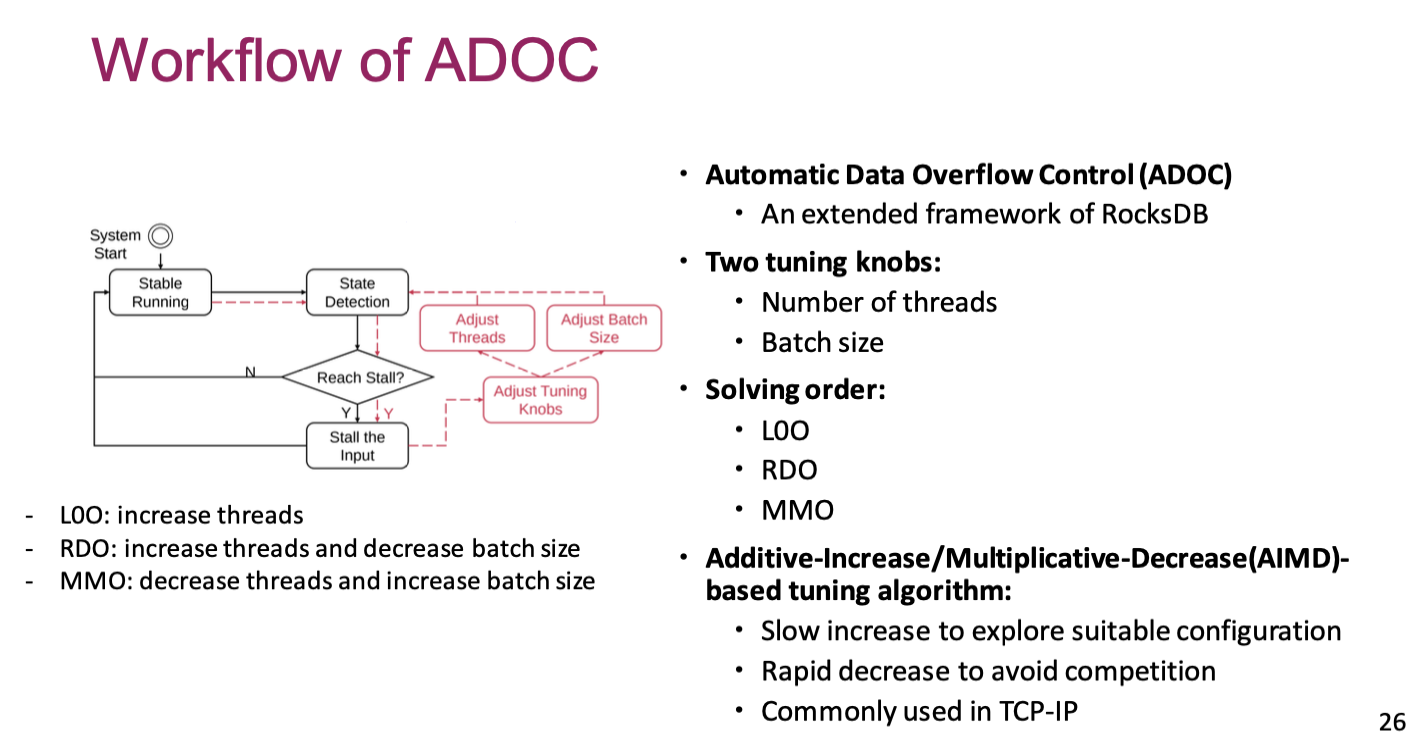 Workflow of ADOC
System
Start
Stable
Running
State
Detection
Adjust
Threads
Adjust Batch
Size
N
Reach Stall?
Adjust Tuning
Knobs
Y Y
Stall the
Input
- L0O: increase threads
- RDO: increase threads and decrease batch size
- MMO: decrease threads and increase batch size
• Automatic Data Overflow Control (ADOC)
• An extended framework of RocksDB
• Two tuning knobs:
• Number of threads
• Batch size
• Solving order:
• L0O
• RDO
• MMO
• Additive-Increase/Multiplicative-Decrease(AIMD)-
based tuning algorithm:
• Slow increase to explore suitable configuration
• Rapid decrease to avoid competition
• Commonly used in TCP-IP
26